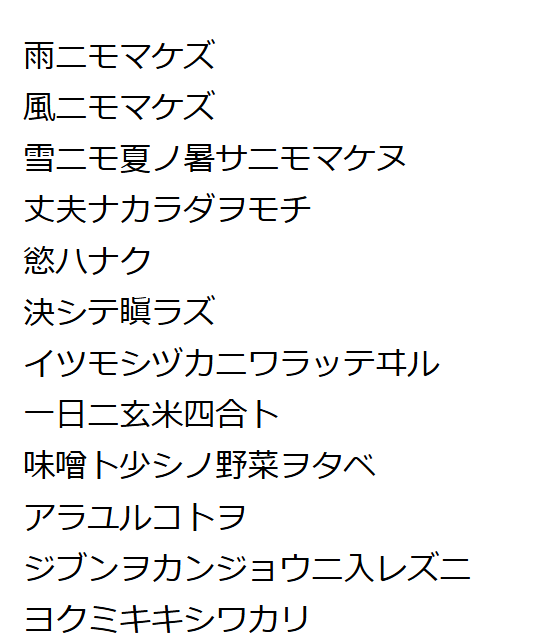 雨ニモマケズ
風ニモマケズ
雪ニモ夏ノ暑サニモマケヌ
丈夫ナカラダヲモチ
慾ハナク
決シテ瞋ラズ
イツモシヅカニワラッテヰル
一日ニ玄米四合ト
味噌ト少シノ野菜ヲタベ
アラユルコトヲ
ジブンヲカンジョウニ入レズニ
ヨクミキキシワカリ